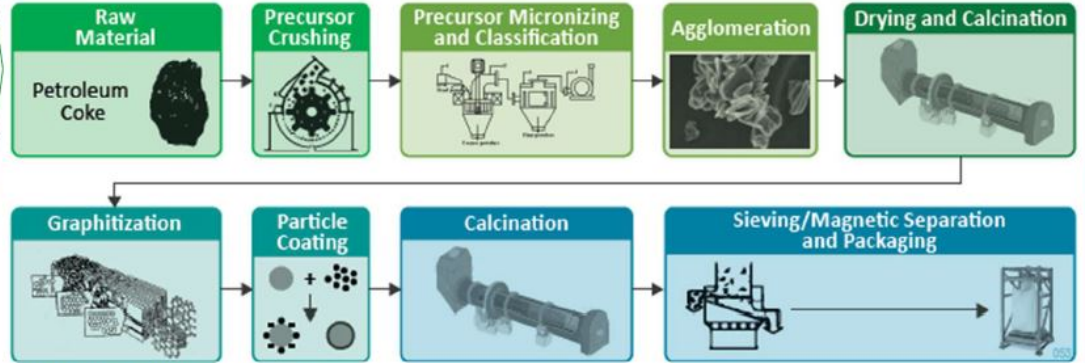 Raw
Material
Petroleum
Coke
Precursor
Crushing
Precursor Micronizing
and Classification
Agglomeration
Drying and Calcination
Graphitization
Particle
Coating
+
Calcination
Sieving/Magnetic Separation
and Packaging